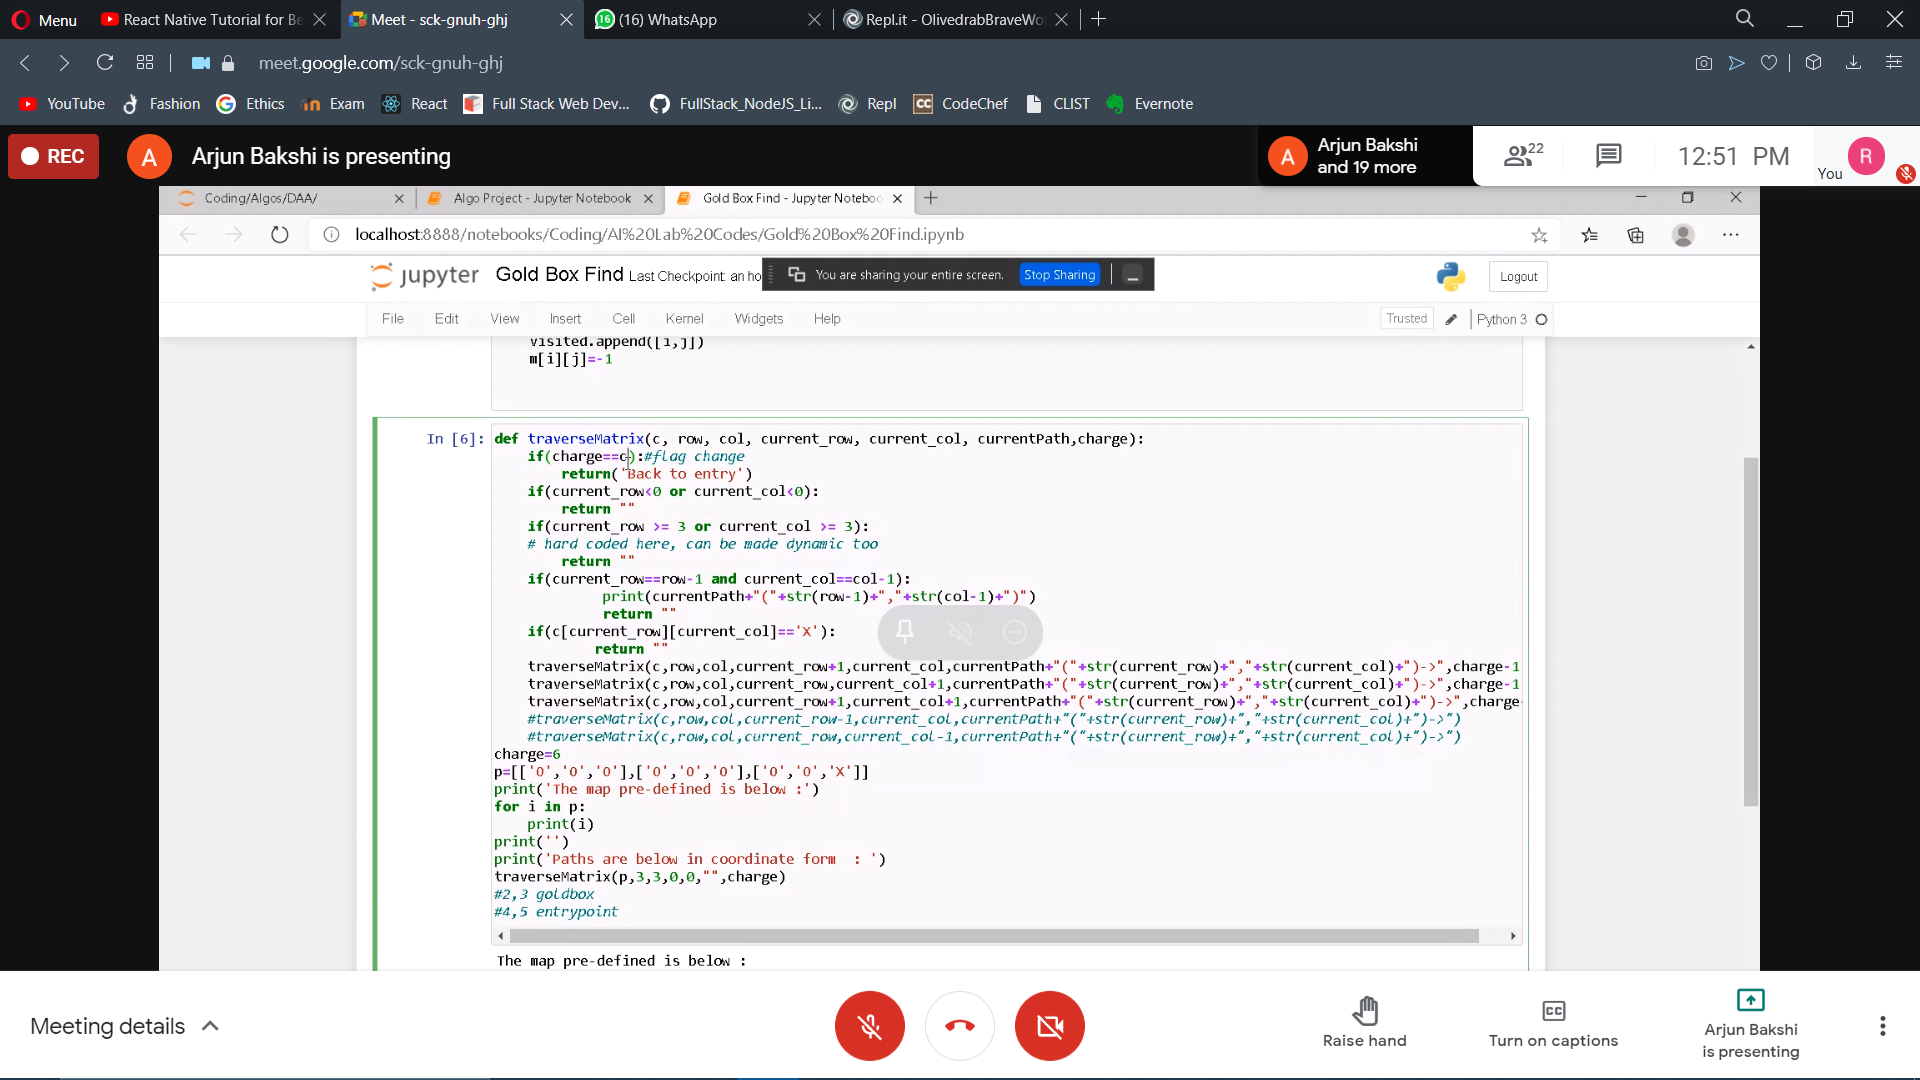 Menu
React Native Tutorial for Be
Meet - sck-gnuh-ghj
16
(16) WhatsApp
Repl.it - OlivedrabBraveWo
meet.google.com/sck-gnuh-ghj
YouTube
Fashion
Ethics
Exam
React
Full Stack Web Dev...
FullStack_NodeJS_Li...
Repl
CC CodeChef
CLIST
Evernote
REC
A
Arjun Bakshi is presenting
A
Arjun Bakshi
and 19 more
22
12:51 PM
You
R
Coding/Algos/DAA/
Algo Project - Jupyter Notebook
Gold Box Find - Jupyter Noteboo
localhost:8888/notebooks/Coding/AI%20Lab%20Codes/Gold%20Box%20Find.ipynb
jupyter Gold Box Find Last Checkpoint: an ho
You are sharing your entire screen.
Stop Sharing
Logout
File
Edit
View
Insert
Cell
Kernel
Widgets
Help
Trusted
Python 3
visited.append([i,j])
m[i][j]=-1
In [6]:
def traverseMatrix(c, row, col, current_row, current_col, currentPath,charge):
if(charge==c):#flag change
return('Back to entry')
if(current_row<0 or current_col<0):
return ""
if(current_row >= 3 or current_col >= 3):
# hard coded here, can be made dynamic too
return ""
if(current_row==row-1 and current_col==col-1):
print(currentPath+"("+str(row-1)+","+str(col-1)+")")
return ""
if(c[current_row][current_col]=='X'):
return ""
traverseMatrix(c,row,col,current_row+1,current_col,currentPath+"("+str(current_row)+","+str(current_col)+")->",charge-1
traverseMatrix(c,row,col,current_row,current_col+1,currentPath+"("+str(current_row)+","+str(current_col)+")->",charge-1
traverseMatrix(c,row,col,current_row+1,current_col+1,currentPath+"("+str(current_row)+","+str(current_col)+")->",charge-
#traverseMatrix(c,row,col,current_row-1,current_col,currentPath+"("+str(current_row)+","+str(current_col)+")->")
#traverseMatrix(c,row,col,current_row,current_col-1,currentPath+"("+str(current_row)+","+str(current_col)+")->")
charge=6
p=[['O','O','O'],['O','O','O'],['O','O','X']]
print('The map pre-defined is below :')
for i in p:
print(i)
print('')
print('Paths are below in coordinate form  : ')
traverseMatrix(p,3,3,0,0,"",charge)
#2,3 goldbox
#4,5 entrypoint
The map pre-defined is below :
Meeting details
Raise hand
CC
Turn on captions
Arjun Bakshi
is presenting